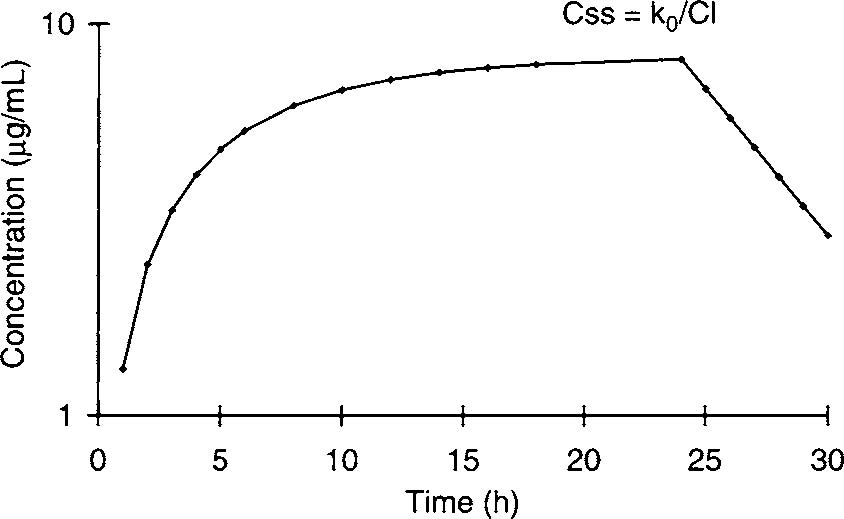 Css = k₀/Cl
10
1
Concentration (μg/mL)
0 5 10 15 20 25 30
Time (h)